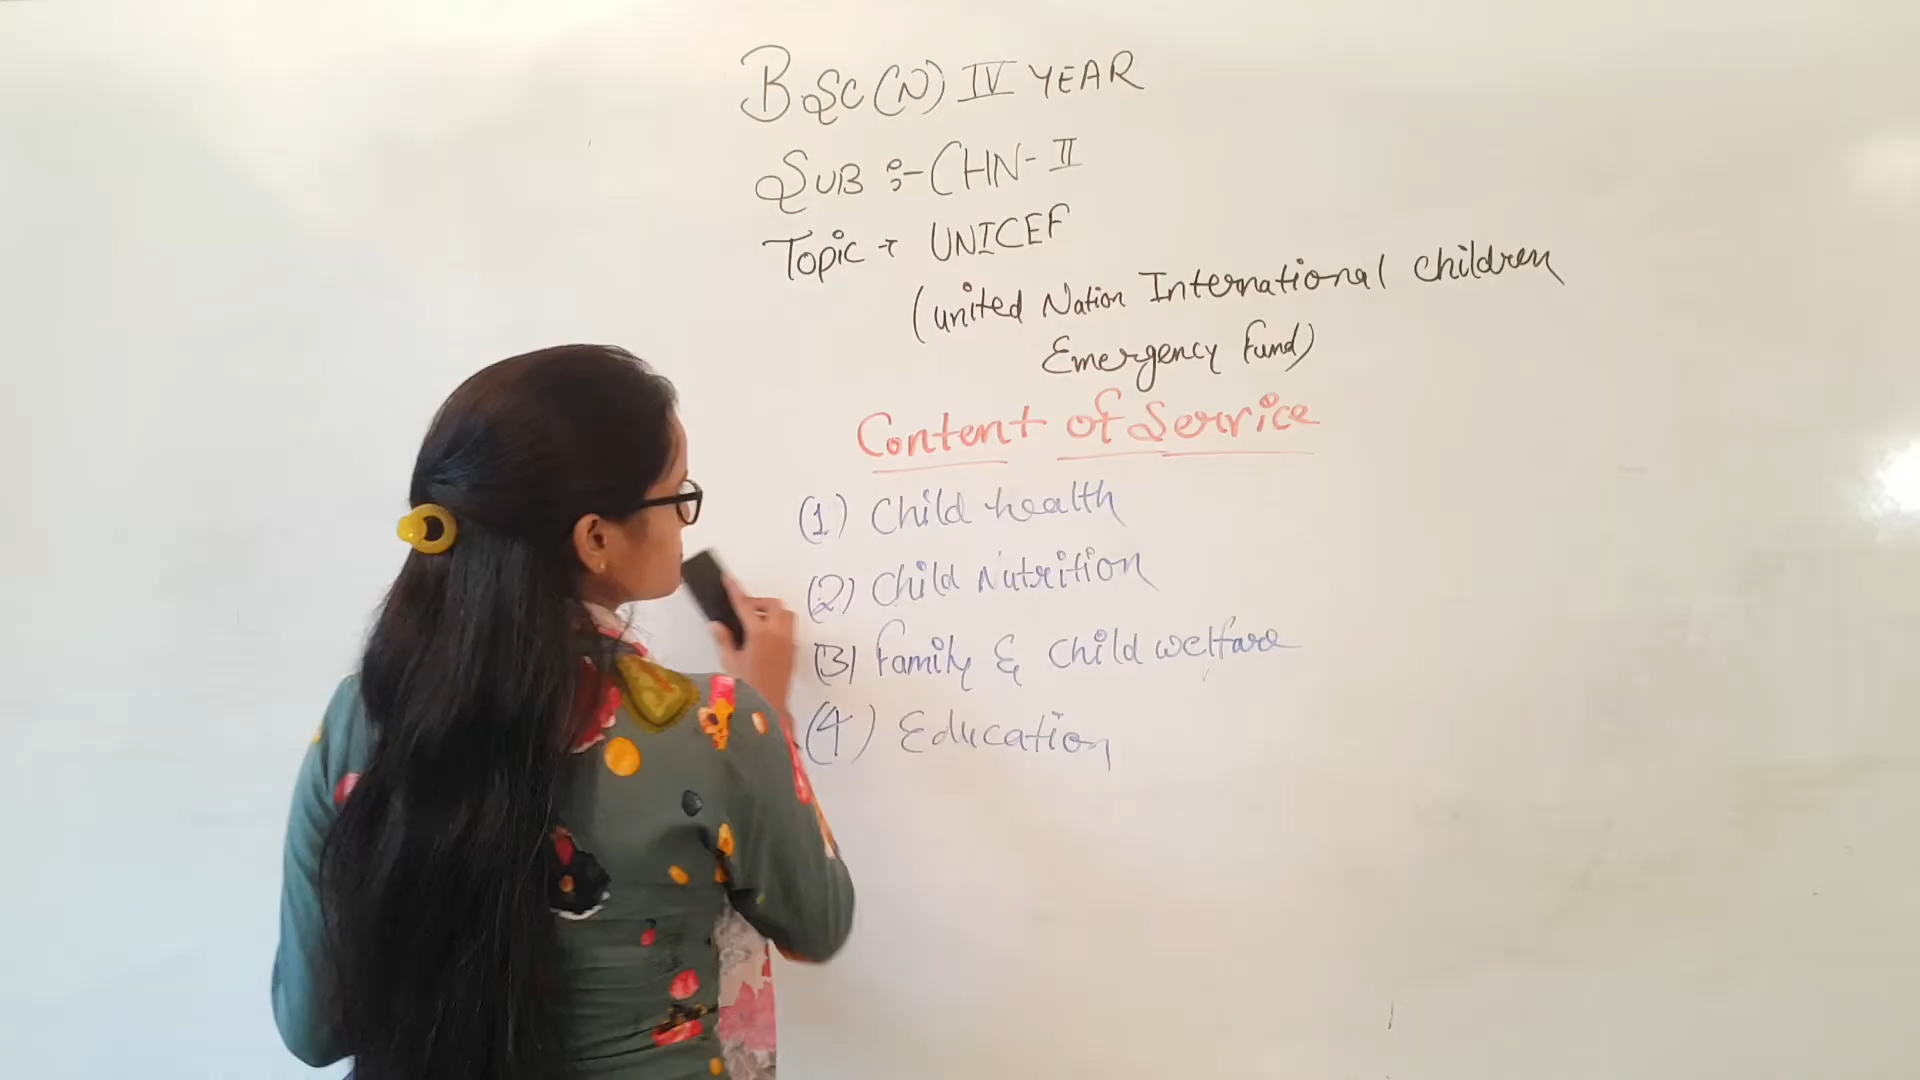 BSC (N) IV YEAR
SUB :- CHN-II
Topic → UNICEF
(united Nation International children
Emergency fund)
Content of Service
(1) Child health
(2) Child Nutrition
(3) family & child welfare
(4) Education